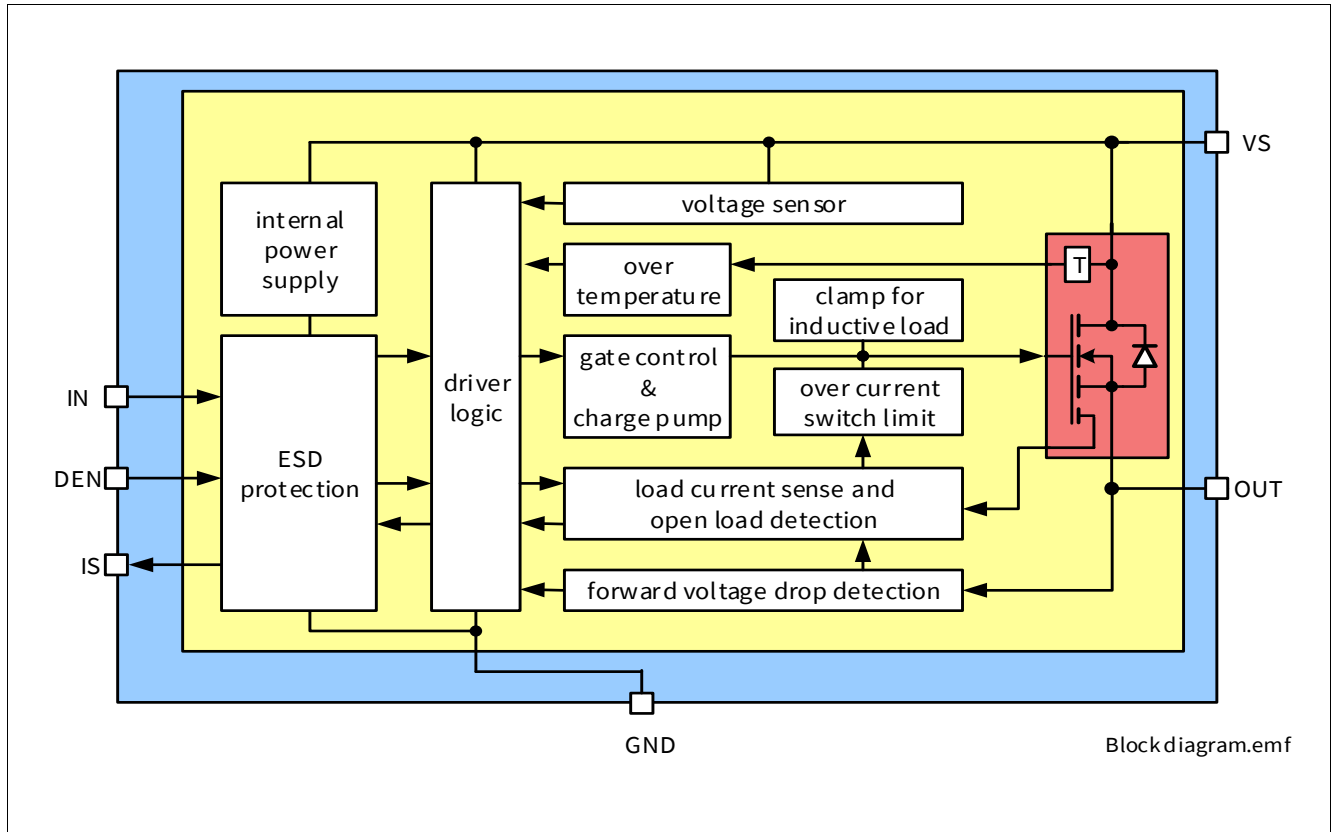 VS
voltage sensor
internal
power
supply
over
temperature
T
clamp for
inductive load
driver
logic
gate control
&
charge pump
over current
switch limit
IN
DEN
IS
ESD
protection
load current sense and
open load detection
OUT
forward voltage drop detection
GND
Block diagram.emf